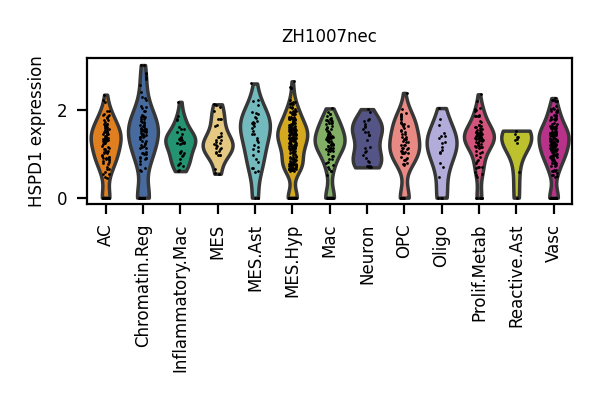 ZH1007nec
HSPD1 expression
2
0
AC
Chromatin.Reg
Inflammatory.Mac
MES
MES.Ast
MES.Hyp
Mac
Neuron
OPC
Oligo
Prolif.Metab
Reactive.Ast
Vasc